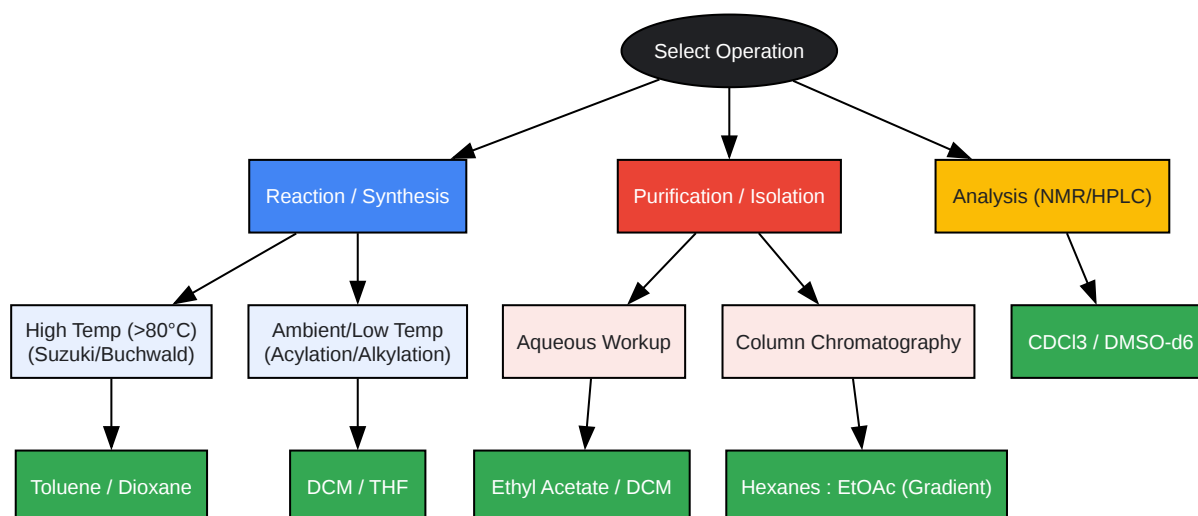 Select Operation
Reaction / Synthesis
Purification / Isolation
Analysis (NMR/HPLC)
High Temp (>80°C)
(Suzuki/Buchwald)
Ambient/Low Temp
(Acylation/Alkylation)
Aqueous Workup
Column Chromatography
CDCl3 / DMSO-d6
Toluene / Dioxane
DCM / THF
Ethyl Acetate / DCM
Hexanes : EtOAc (Gradient)